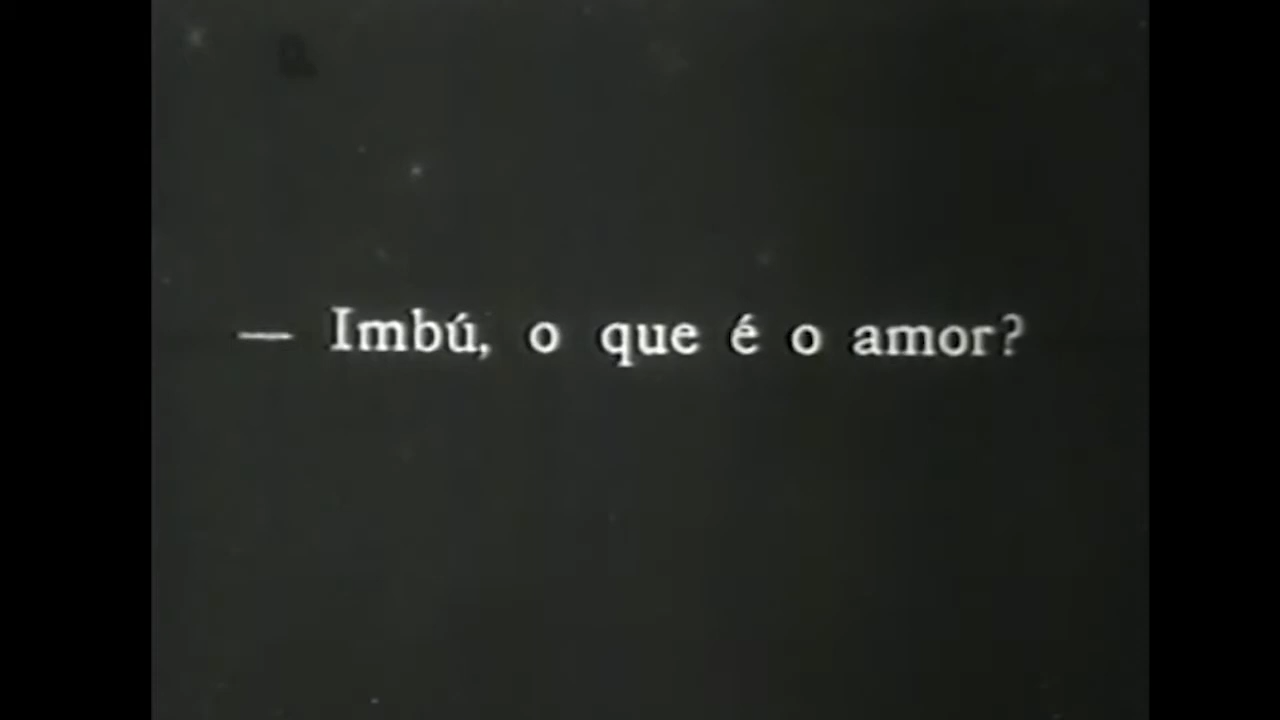 — Imbú, o que é o amor?